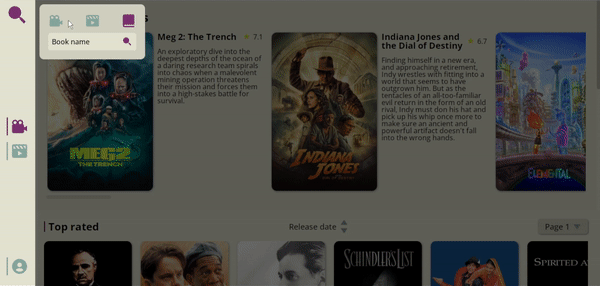 Book name
s
Meg 2: The Trench
7.1
An exploratory dive into the
deepest depths of the ocean of
a daring research team spirals
into chaos when a malevolent
mining operation threatens
their mission and forces them
into a high-stakes battle for
survival.
MEG2
THE TRENCH
Indiana Jones and
the Dial of Destiny
6.7
Finding himself in a new era,
and approaching retirement,
Indy wrestles with fitting into a
world that seems to have
outgrown him. But as the
tentacles of an all-too-familiar
evil return in the form of an old
rival, Indy must don his hat and
pick up his whip once more to
make sure an ancient and
powerful artifact doesn't fall
into the wrong hands.
INDIANA
JONES
ELEMENTAL
Top rated
Release date
Page 1
SCHINDLER'S LIST
SPIRITED A